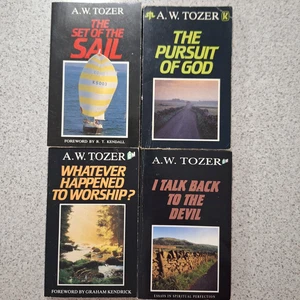 A.W. TOZER
THE
SET OF THE
SAIL
FOREWORD BY R. T. KENDALL
A.W. TOZER
K
THE
PURSUIT
OF GOD
A.W. TOZER
WHATEVER
HAPPENED
TO WORSHIP?
FOREWORD BY GRAHAM KENDRICK
A.W. TOZER
I TALK BACK
TO THE
DEVIL
ESSAYS IN SPIRITUAL PERFECTION